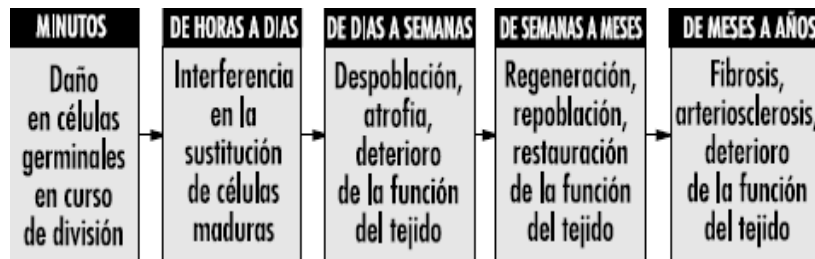 MINUTOS
Daño
en células
germinales
en curso
de división
DE HORAS A DIAS
Interferencia
en la
sustitución
de células
maduras
DE DIAS A SEMANAS
Despoblación,
atrofia,
deterioro
de la función
del tejido
DE SEMANAS A MESES
Regeneración,
repoblación,
restauración
de la función
del tejido
DE MESES A AÑOS
Fibrosis,
arteriosclerosis,
deterioro
de la función
del tejido